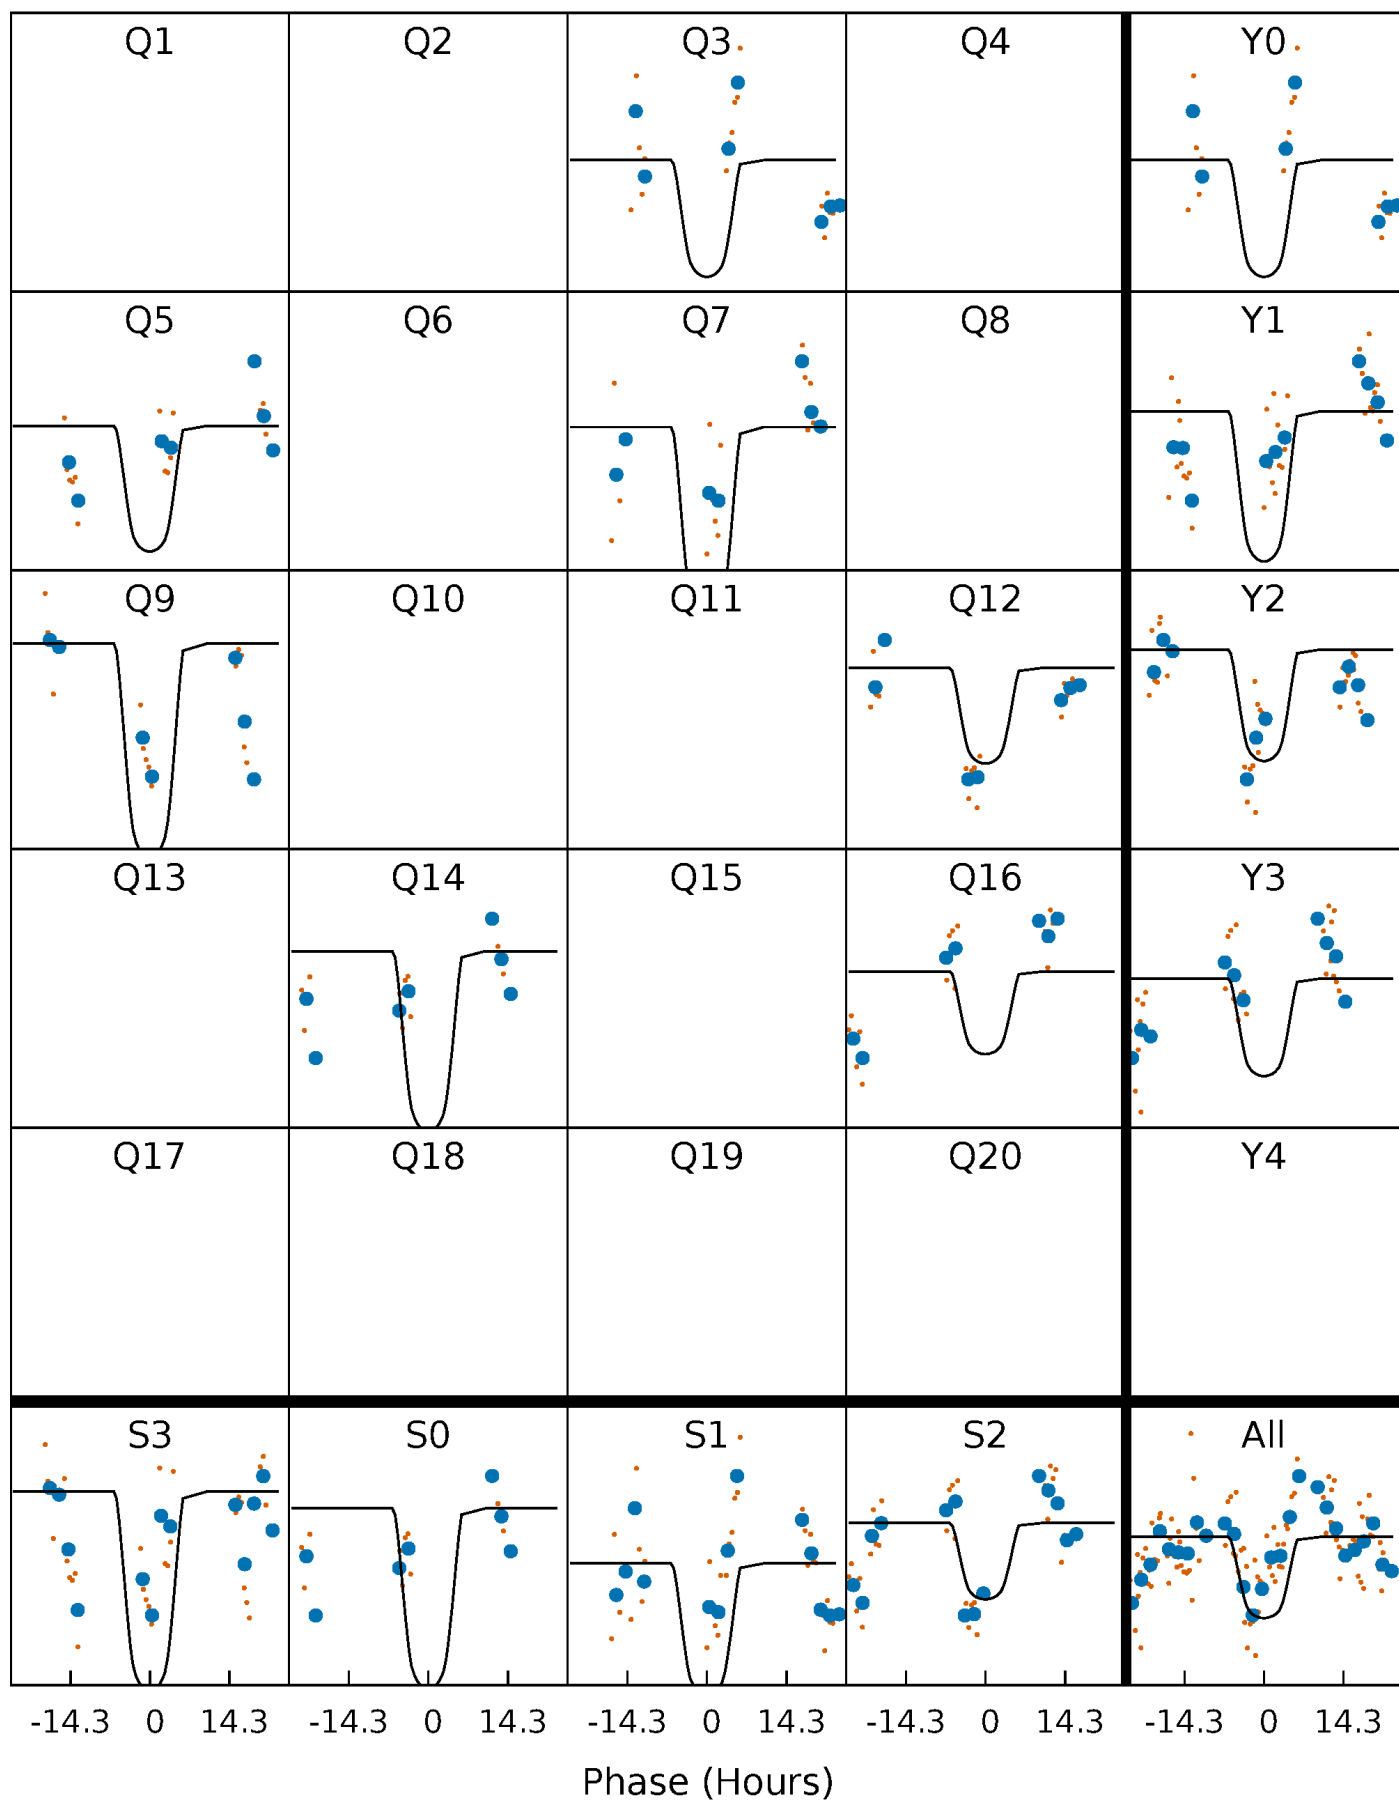 Q1 Q2 Q3 Q4 Y0
Q5 Q6 Q7 Q8 Y1
Q9 Q10 Q11 Q12 Y2
Q13 Q14 Q15 Q16 Y3
Q17 Q18 Q19 Q20 Y4
S3 S0 S1 S2 All
-14.3 0 14.3 -14.3 0 14.3 -14.3 0 14.3 -14.3 0 14.3 -14.3 0 14.3
Phase (Hours)